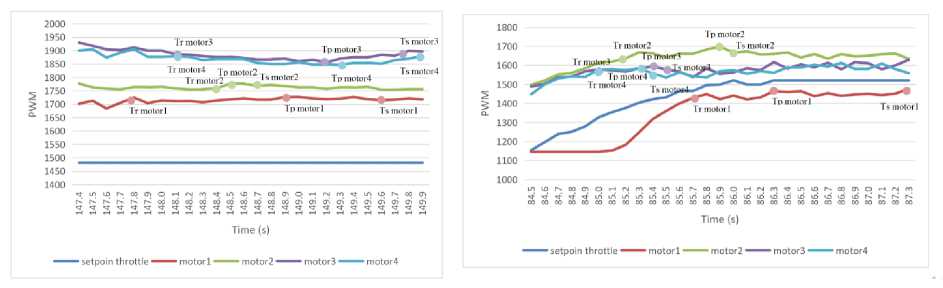 2000
1900
1800
1700
1600
1500
1400
PWM
Tr motor3
Tr motor4
Tp motor3
Ts motor3
Ts motor4
Tp motor2
Tr motor2
Ts motor2
Tp motor4
Tr motor1
Tp motor1
Ts motor1
147.4 147.5 147.6 147.7 147.8 147.9 148.0 148.1 148.2 148.3 148.4 148.5 148.6 148.7 148.8 148.9 149.0 149.1 149.2 149.3 149.4 149.5 149.6 149.7 149.8 149.9
Time (s)
setpoin throttle motor1 motor2 motor3 motor4
1800
1700
1600
1500
1400
1300
1200
1100
1000
PWM
Tp motor2
Tr motor2
Ts motor2
Tr motor3
Tp motor3
Tp motor4
Tr motor4
Ts motor3
Ts motor4
Tr motor1
Tp motor1
Ts motor1
84.5 84.6 84.7 84.8 84.9 85.0 85.1 85.2 85.3 85.4 85.5 85.6 85.7 85.8 85.9 86.0 86.1 86.2 86.3 86.4 86.5 86.6 86.7 86.8 86.9 87.0 87.1 87.2 87.3
Time (s)
setpoin throttle motor1 motor2 motor3 motor4